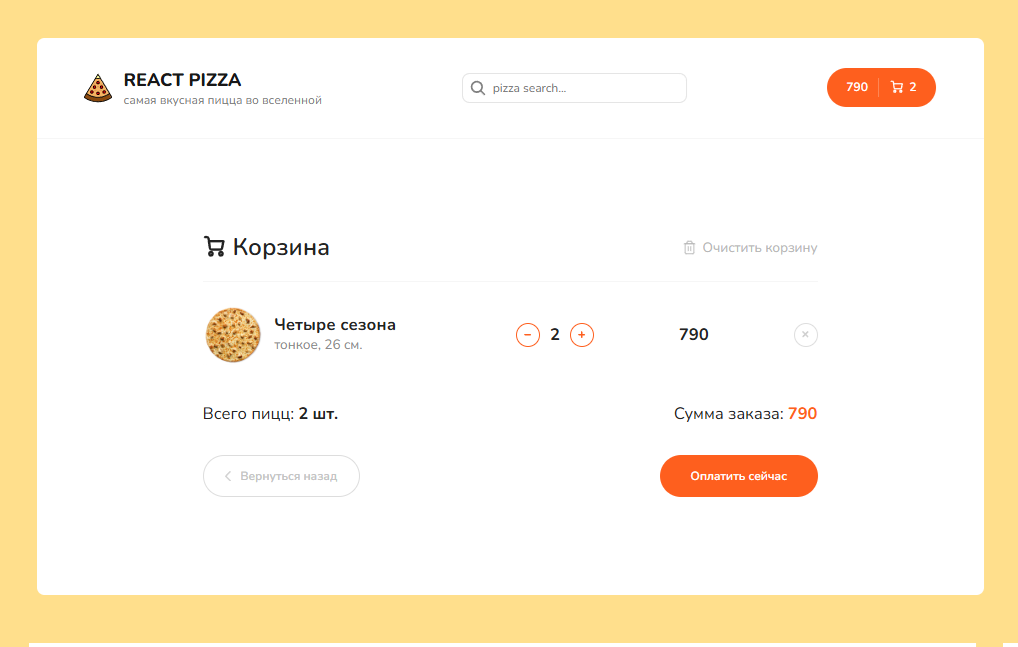 REACT PIZZA
самая вкусная пицца во вселенной
pizza search...
790 2
Корзина
Очистить корзину
Четыре сезона
тонкое, 26 см.
− 2 + 790 ×
Всего пицц: 2 шт.
Сумма заказа: 790
Вернуться назад
Оплатить сейчас